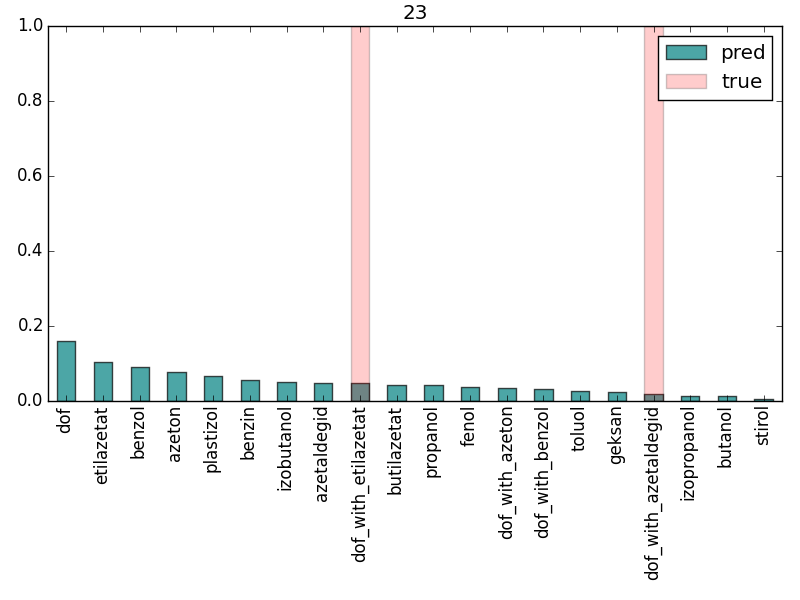 23
1.0
0.8
0.6
0.4
0.2
0.0
pred
true
dof
etilazetat
benzol
azeton
plastizol
benzin
izobutanol
azetaldegid
dof_with_etilazetat
butilazetat
propanol
fenol
dof_with_azeton
dof_with_benzol
toluol
geksan
dof_with_azetaldegid
izopropanol
butanol
stirol